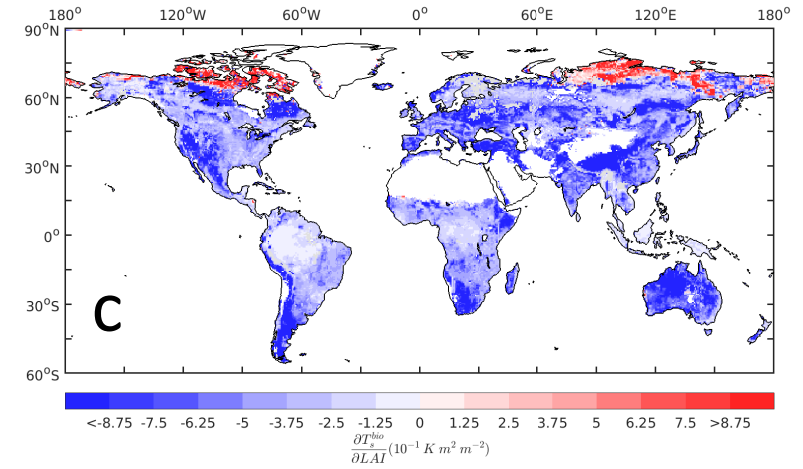 180° 120°W 60°W 0° 60°E 120°E 180°
90°N
60°N
30°N
0°
30°S
60°S
C
<-8.75 -7.5 -6.25 -5 -3.75 -2.5 -1.25 0 1.25 2.5 3.75 5 6.25 7.5 >8.75
∂T_s^{bio}/∂LAI (10^{-1} K m^2 m^{-2})